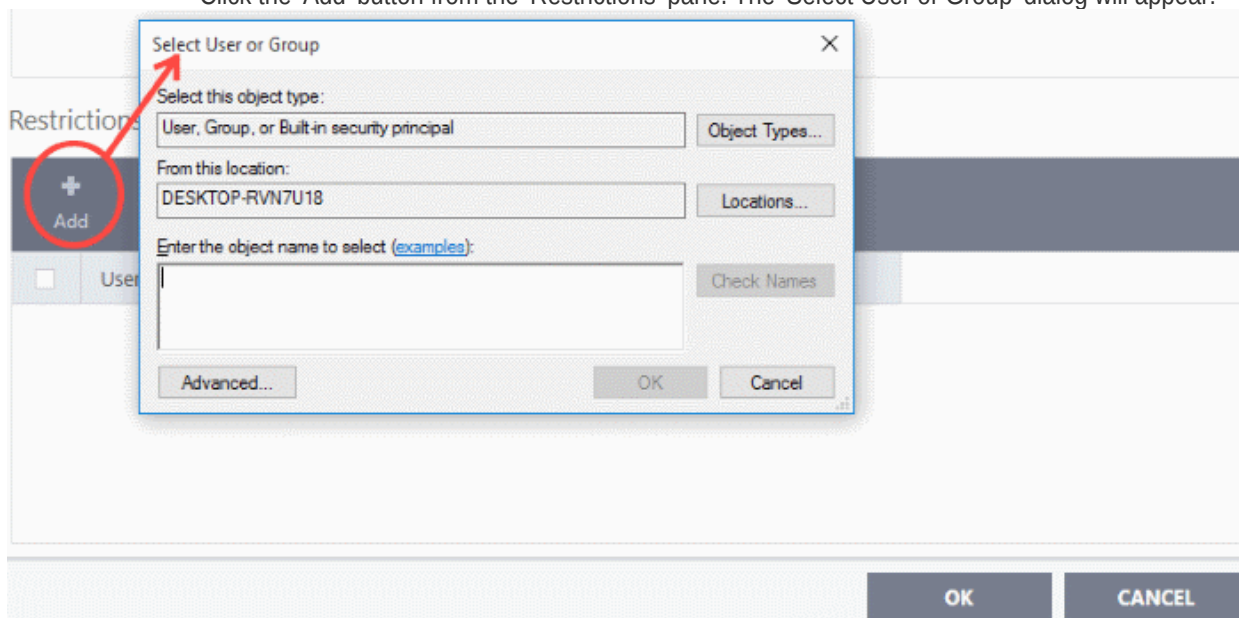 Click the 'Add' button from the 'Restrictions' pane. The 'Select User or Group' dialog will appear.
Select User or Group
Select this object type:
User, Group, or Built-in security principal
Object Types...
Restrictions
From this location:
DESKTOP-RVN7U18
Locations...
Add
Enter the object name to select (examples):
User
Check Names
Advanced...
OK
Cancel
OK
CANCEL